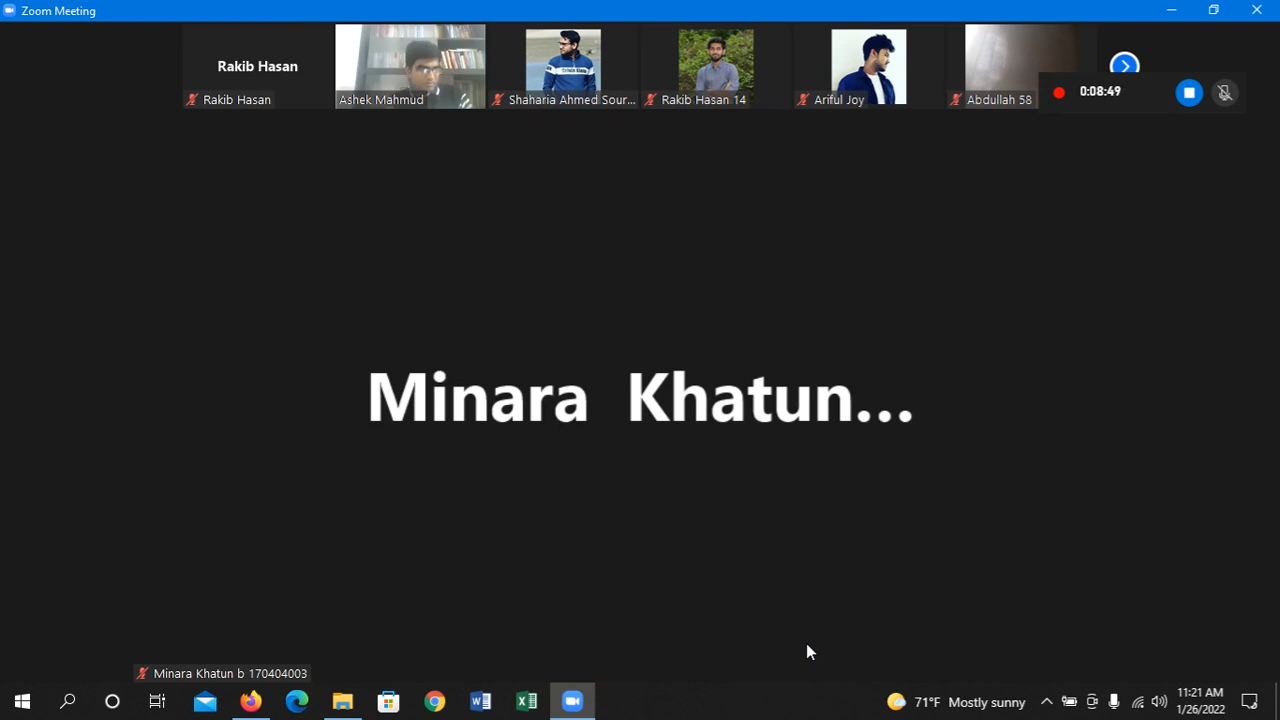 Zoom Meeting
Rakib Hasan
Rakib Hasan
Ashek Mahmud
Shaharia Ahmed Sour...
Rakib Hasan 14
Ariful Joy
Abdullah 58
0:08:49
Minara Khatun...
Minara Khatun b 170404003
71°F Mostly sunny
11:21 AM
1/26/2022